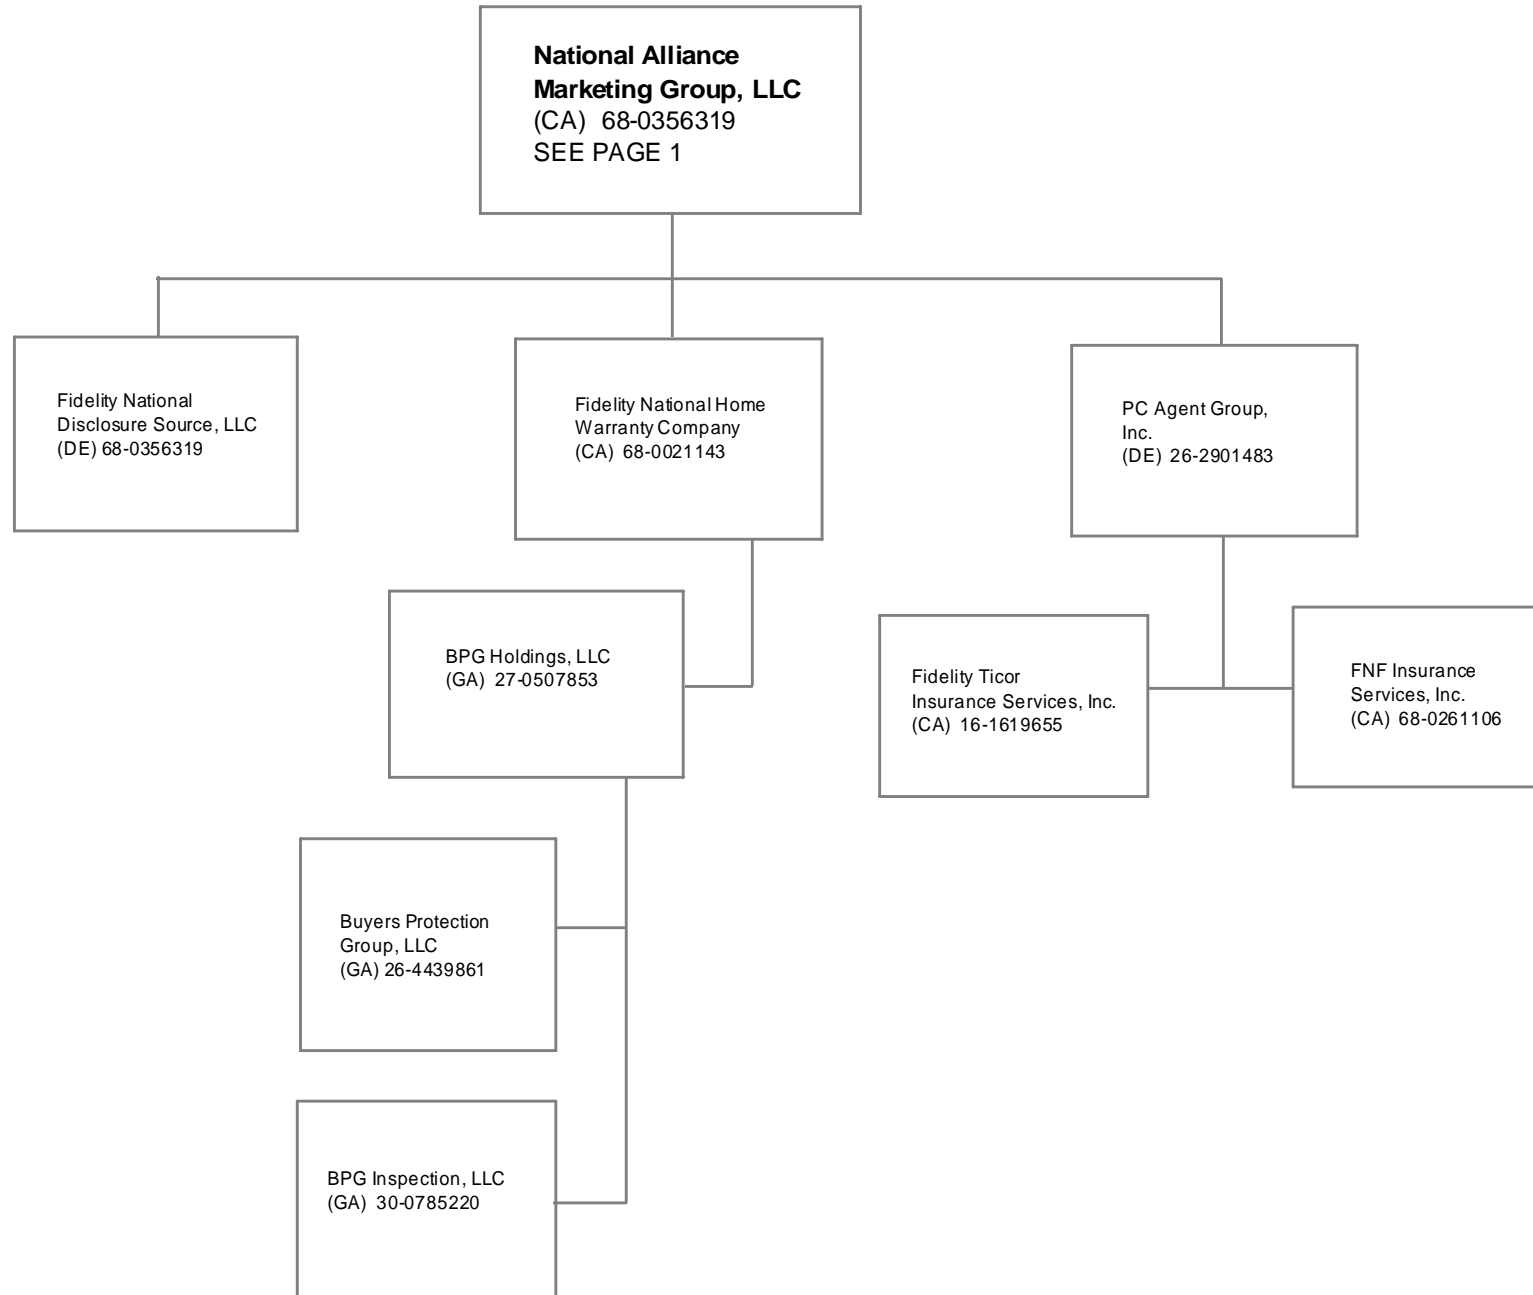 National Alliance
Marketing Group, LLC
(CA) 68-0356319
SEE PAGE 1
Fidelity National
Disclosure Source, LLC
(DE) 68-0356319
Fidelity National Home
Warranty Company
(CA) 68-0021143
PC Agent Group,
Inc.
(DE) 26-2901483
BPG Holdings, LLC
(GA) 27-0507853
Fidelity Ticor
Insurance Services, Inc.
(CA) 16-1619655
FNF Insurance
Services, Inc.
(CA) 68-0261106
Buyers Protection
Group, LLC
(GA) 26-4439861
BPG Inspection, LLC
(GA) 30-0785220